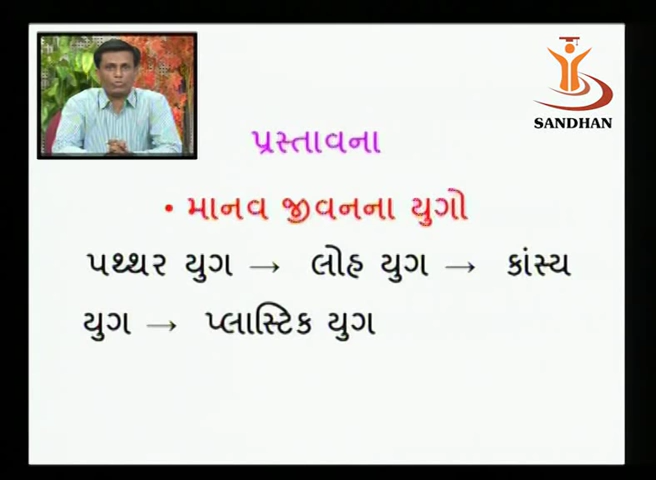 SANDHAN
પ્રસ્તાવના
• માનવ જીવનના યુગો
પથ્થર યુગ → લોહ યુગ → કાંસ્ય
યુગ → પ્લાસ્ટિક યુગ